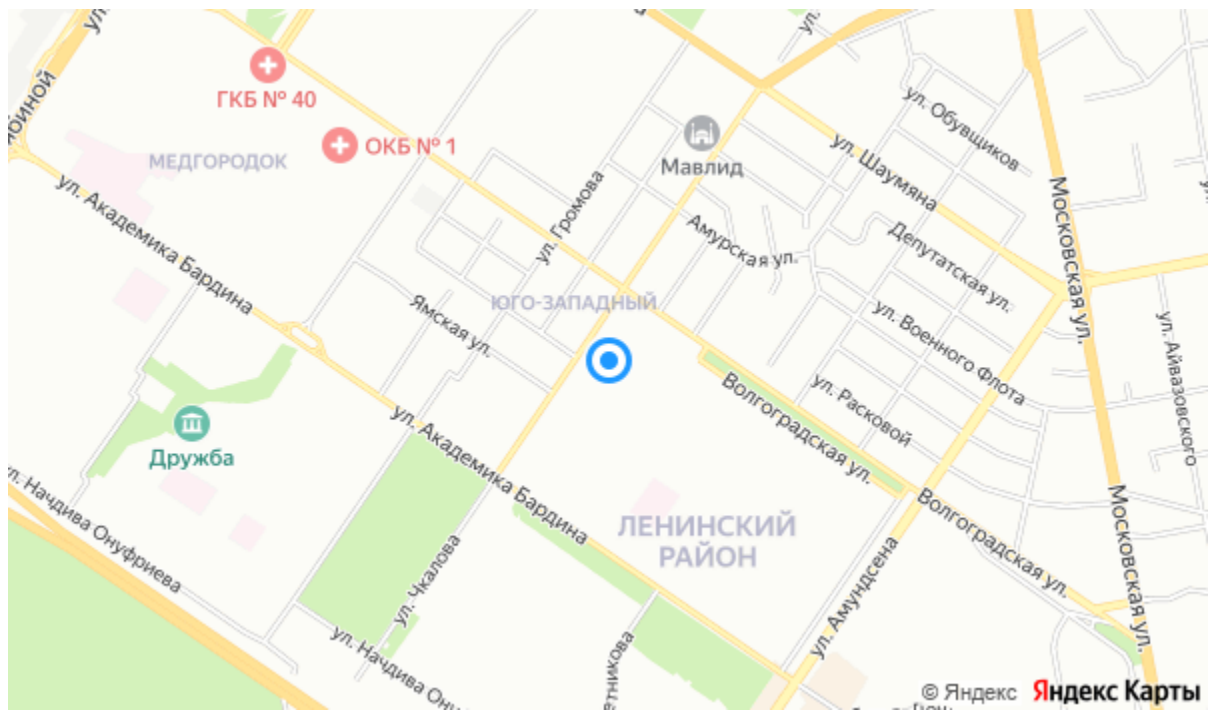 ГКБ № 40
ОКБ № 1
МЕДГОРОДОК
Мавлид
ул. Обувщиков
ул. Шаумяна
Московская ул.
ул. Громова
Амурская ул.
Депутатская ул.
ул. Академика Бардина
ЮГО-ЗАПАДНЫЙ
Ямская ул.
ул. Военного Флота
ул. Айвазовского
Волгоградская ул.
ул. Расковой
Дружба
ул. Академика Бардина
ул. Начдива Онуфриева
ЛЕНИНСКИЙ
РАЙОН
Волгоградская ул.
Московская ул.
ул. Чкалова
ул. Амундсена
ул. Начдива Ону
етникова
© Яндекс Яндекс Карты